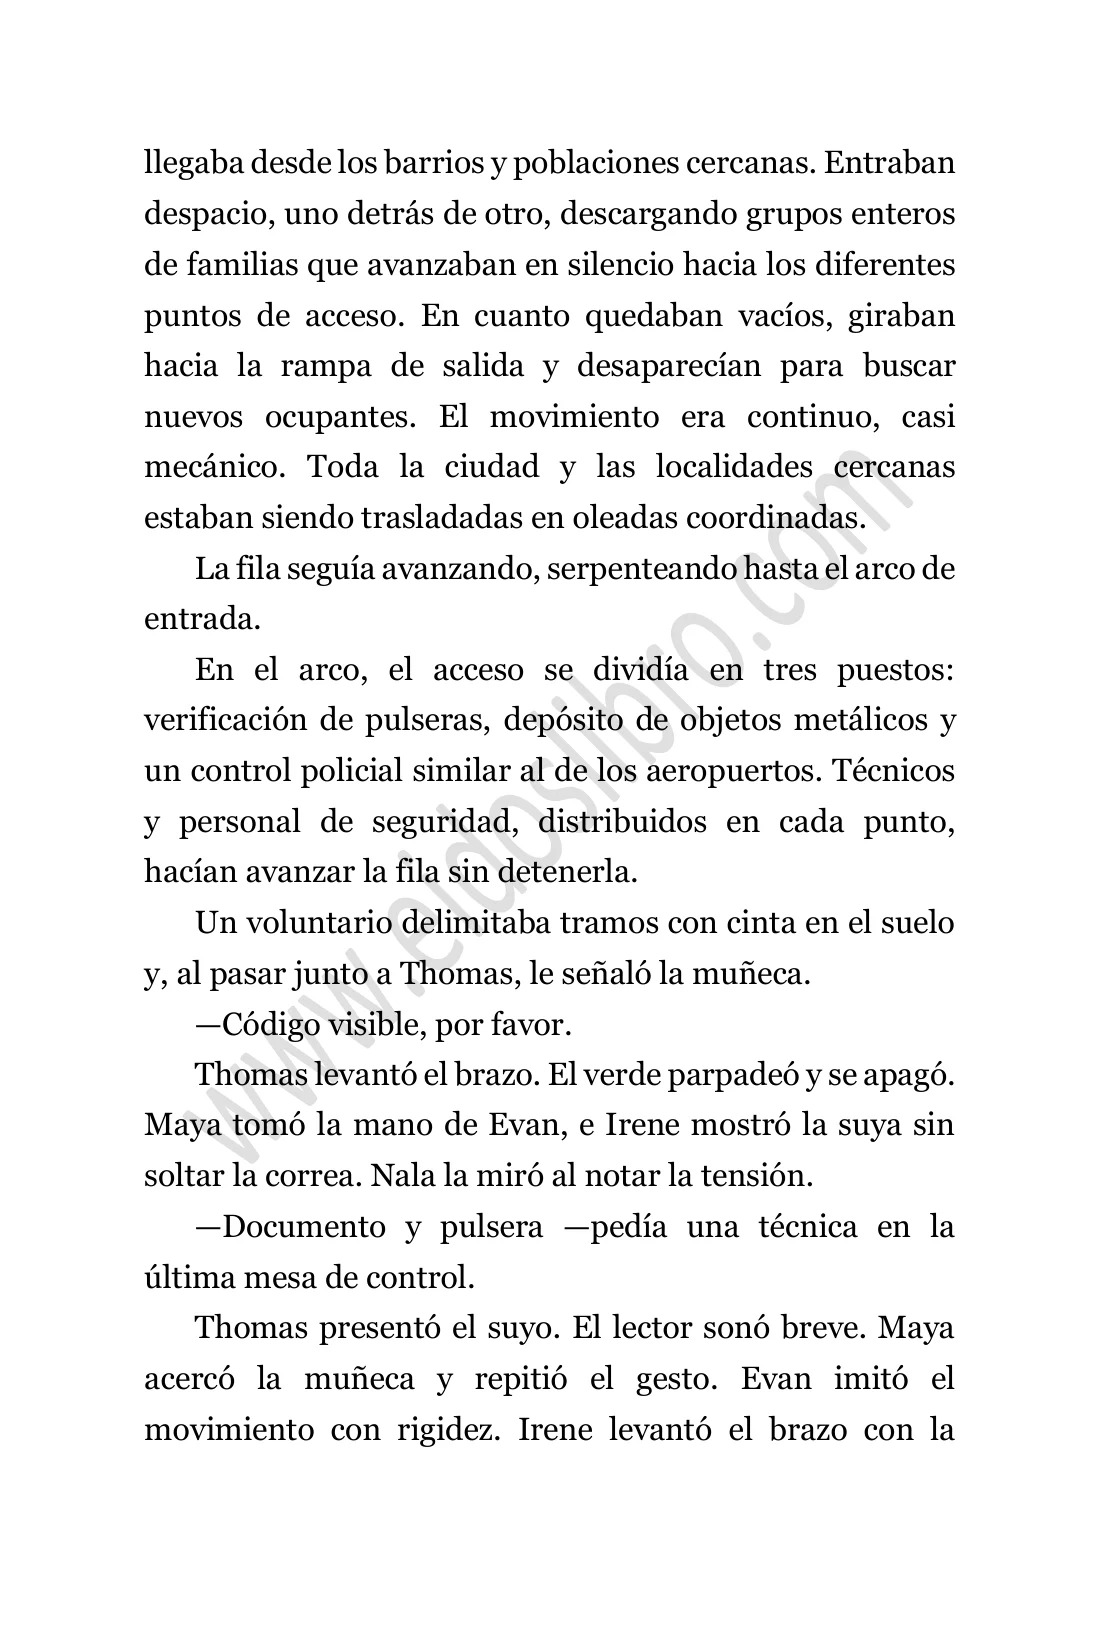 llegaba desde los barrios y poblaciones cercanas. Entraban
despacio, uno detrás de otro, descargando grupos enteros
de familias que avanzaban en silencio hacia los diferentes
puntos de acceso. En cuanto quedaban vacíos, giraban
hacia la rampa de salida y desaparecían para buscar
nuevos ocupantes. El movimiento era continuo, casi
mecánico. Toda la ciudad y las localidades cercanas
estaban siendo trasladadas en oleadas coordinadas.
La fila seguía avanzando, serpenteando hasta el arco de
entrada.
En el arco, el acceso se dividía en tres puestos:
verificación de pulseras, depósito de objetos metálicos y
un control policial similar al de los aeropuertos. Técnicos
y personal de seguridad, distribuidos en cada punto,
hacían avanzar la fila sin detenerla.
Un voluntario delimitaba tramos con cinta en el suelo
y, al pasar junto a Thomas, le señaló la muñeca.
—Código visible, por favor.
Thomas levantó el brazo. El verde parpadeó y se apagó.
Maya tomó la mano de Evan, e Irene mostró la suya sin
soltar la correa. Nala la miró al notar la tensión.
—Documento y pulsera —pedía una técnica en la
última mesa de control.
Thomas presentó el suyo. El lector sonó breve. Maya
acercó la muñeca y repitió el gesto. Evan imitó el
movimiento con rigidez. Irene levantó el brazo con la
www.eldoslibro.com